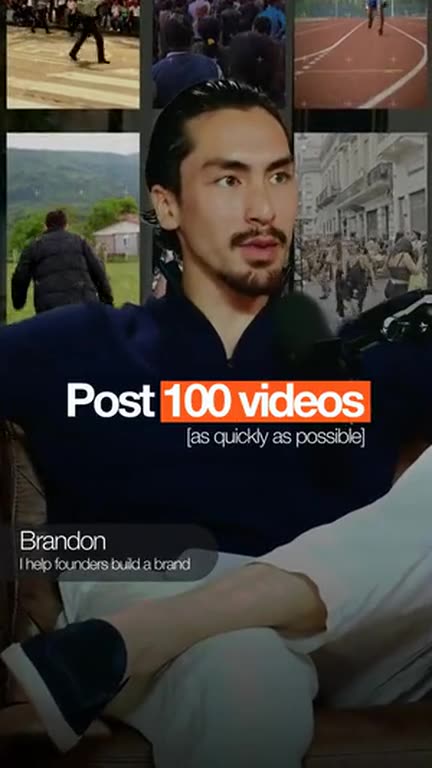 Post 100 videos
[as quickly as possible]
Brandon
I help founders build a brand